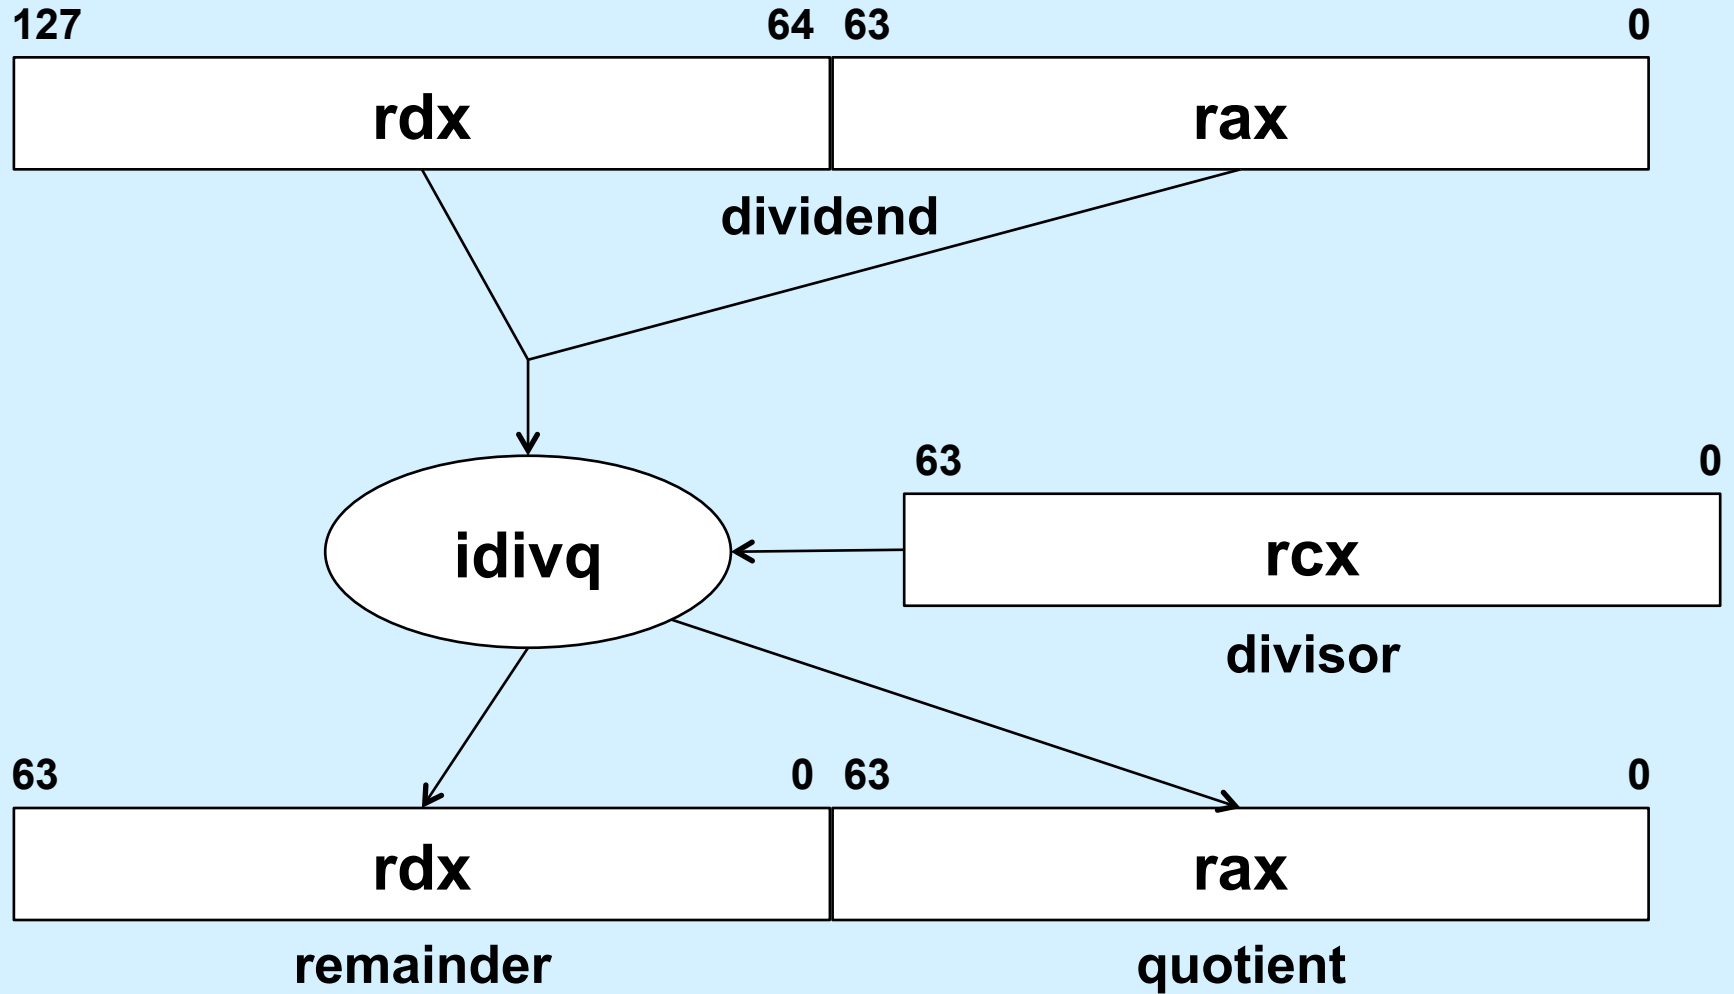 127 64 63 0
rdx rax
dividend
63 0
idivq rcx
divisor
63 0 63 0
rdx rax
remainder quotient